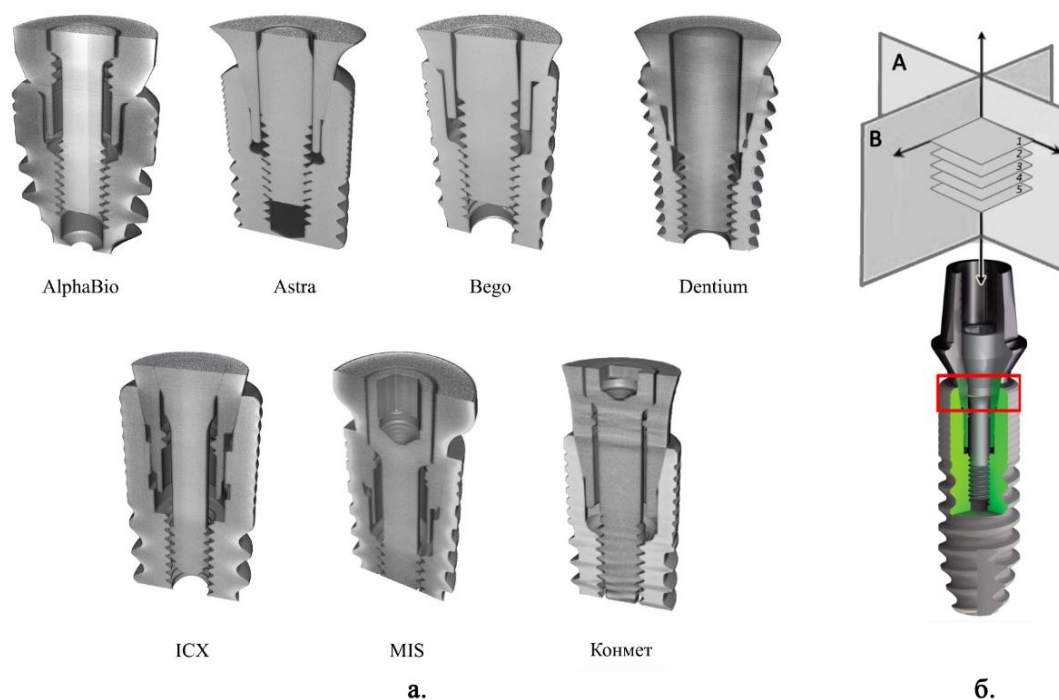 AlphaBio
Astra
Bego
Dentium
ICX
MIS
Конмет
а.
A
B
1
2
3
4
5
б.